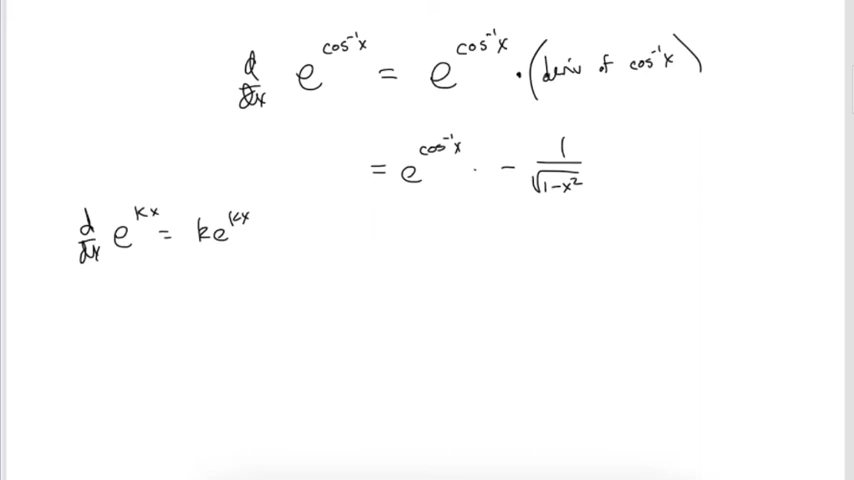 d/dx e^(cos⁻¹x) = e^(cos⁻¹x) · (deriv of cos⁻¹x)
= e^(cos⁻¹x) · - 1/√(1-x²)
d/dx e^(kx) = ke^(kx)